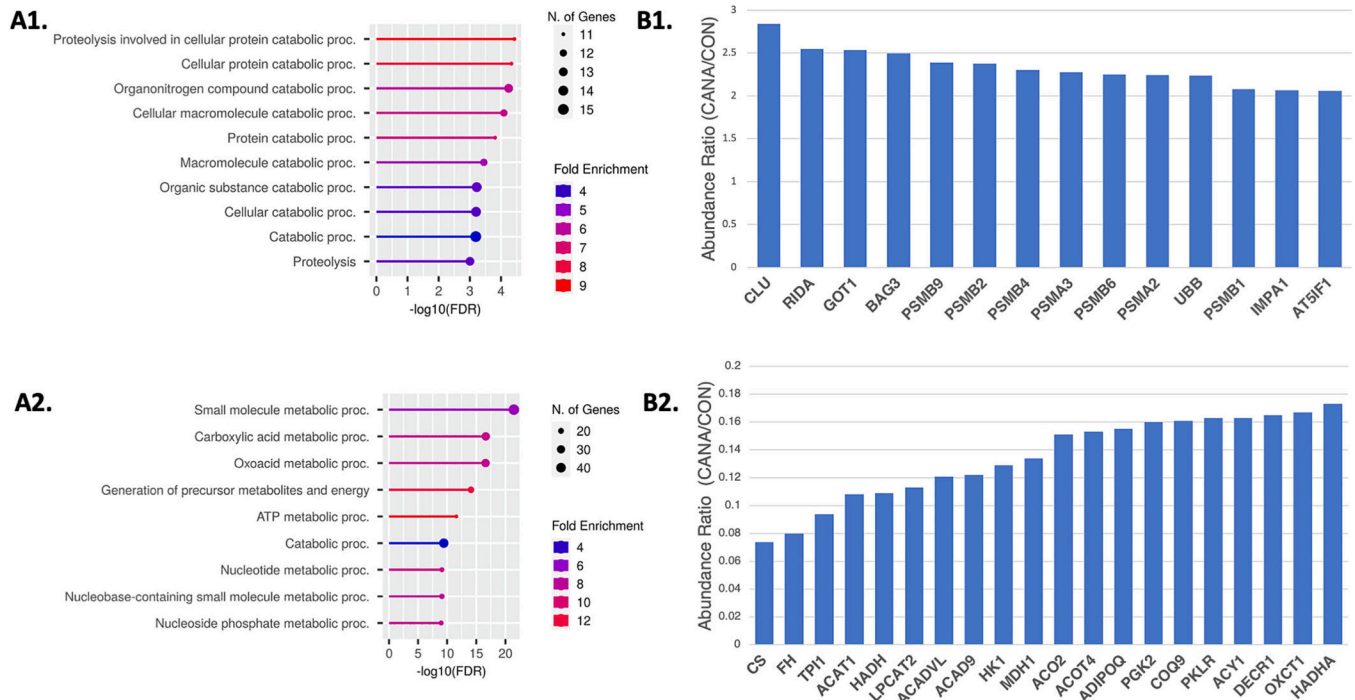 A1.
Proteolysis involved in cellular protein catabolic proc.
Cellular protein catabolic proc.
Organonitrogen compound catabolic proc.
Cellular macromolecule catabolic proc.
Protein catabolic proc.
Macromolecule catabolic proc.
Organic substance catabolic proc.
Cellular catabolic proc.
Catabolic proc.
Proteolysis
0 1 2 3 4
-log10(FDR)
N. of Genes
11
12
13
14
15
Fold Enrichment
4
5
6
7
8
9
B1.
Abundance Ratio (CANA/CON)
3
2.5
2
1.5
1
0.5
0
CLU RIDA GOT1 BAG3 PSMB9 PSMB2 PSMB4 PSMA3 PSMB6 PSMA2 UBB PSMB1 IMPA1 AT5IF1
A2.
Small molecule metabolic proc.
Carboxylic acid metabolic proc.
Oxoacid metabolic proc.
Generation of precursor metabolites and energy
ATP metabolic proc.
Catabolic proc.
Nucleotide metabolic proc.
Nucleobase-containing small molecule metabolic proc.
Nucleoside phosphate metabolic proc.
0 5 10 15 20
-log10(FDR)
N. of Genes
20
30
40
Fold Enrichment
4
6
8
10
12
B2.
Abundance Ratio (CANA/CON)
0.2
0.18
0.16
0.14
0.12
0.1
0.08
0.06
0.04
0.02
0
CS FH TPI1 ACAT1 HADH LPCAT2 ACADVL ACAD9 HK1 MDH1 ACO2 ACOT4 ADIPOQ PGK2 COQ9 PKLR ACY1 DECR1 OXCT1 HADHA